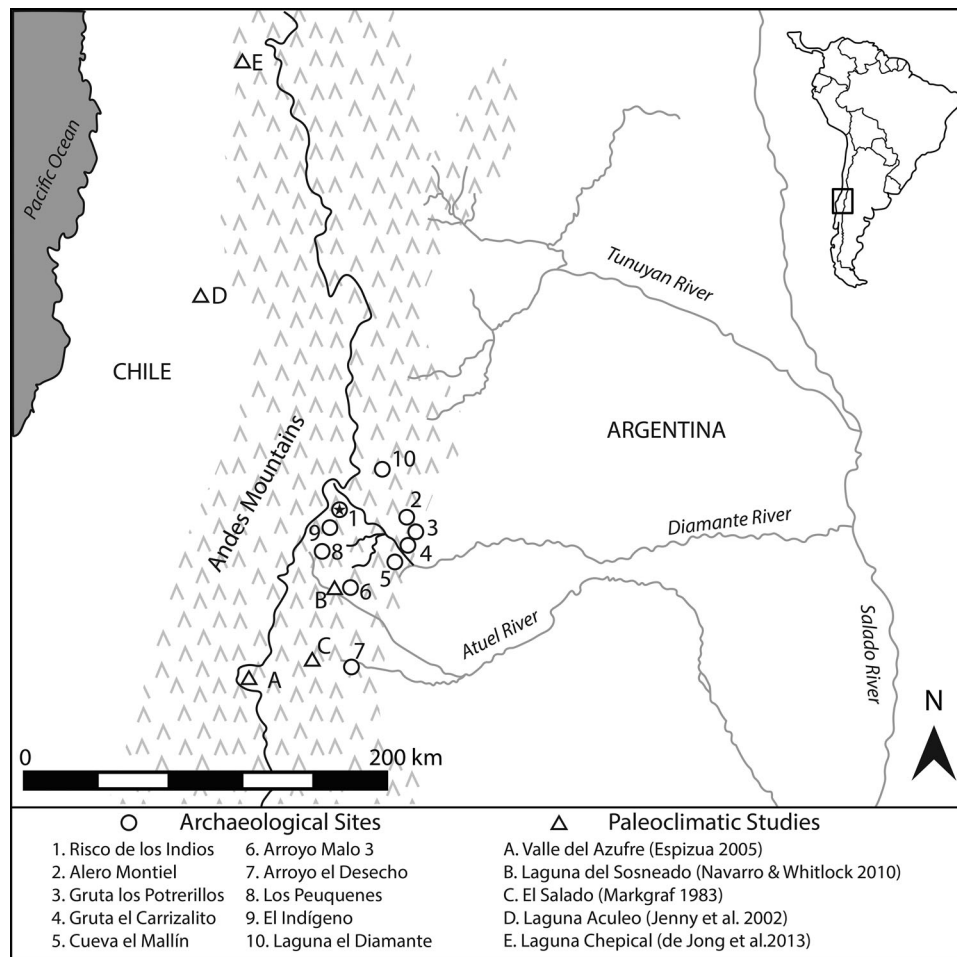 E
Pacific Ocean
D
Tunuyan River
CHILE
ARGENTINA
Andes Mountains
10
1
2
9
3
8
4
5
Diamante River
B
6
Atuel River
C
7
A
Salado River
N
0
200 km
Archaeological Sites
1. Risco de los Indios
2. Alero Montiel
3. Gruta los Potrerillos
4. Gruta el Carrizalito
5. Cueva el Mallín
6. Arroyo Malo 3
7. Arroyo el Desecho
8. Los Peuquenes
9. El Indígeno
10. Laguna el Diamante
Paleoclimatic Studies
A. Valle del Azufre (Espizua 2005)
B. Laguna del Sosneado (Navarro & Whitlock 2010)
C. El Salado (Markgraf 1983)
D. Laguna Aculeo (Jenny et al. 2002)
E. Laguna Chepical (de Jong et al.2013)